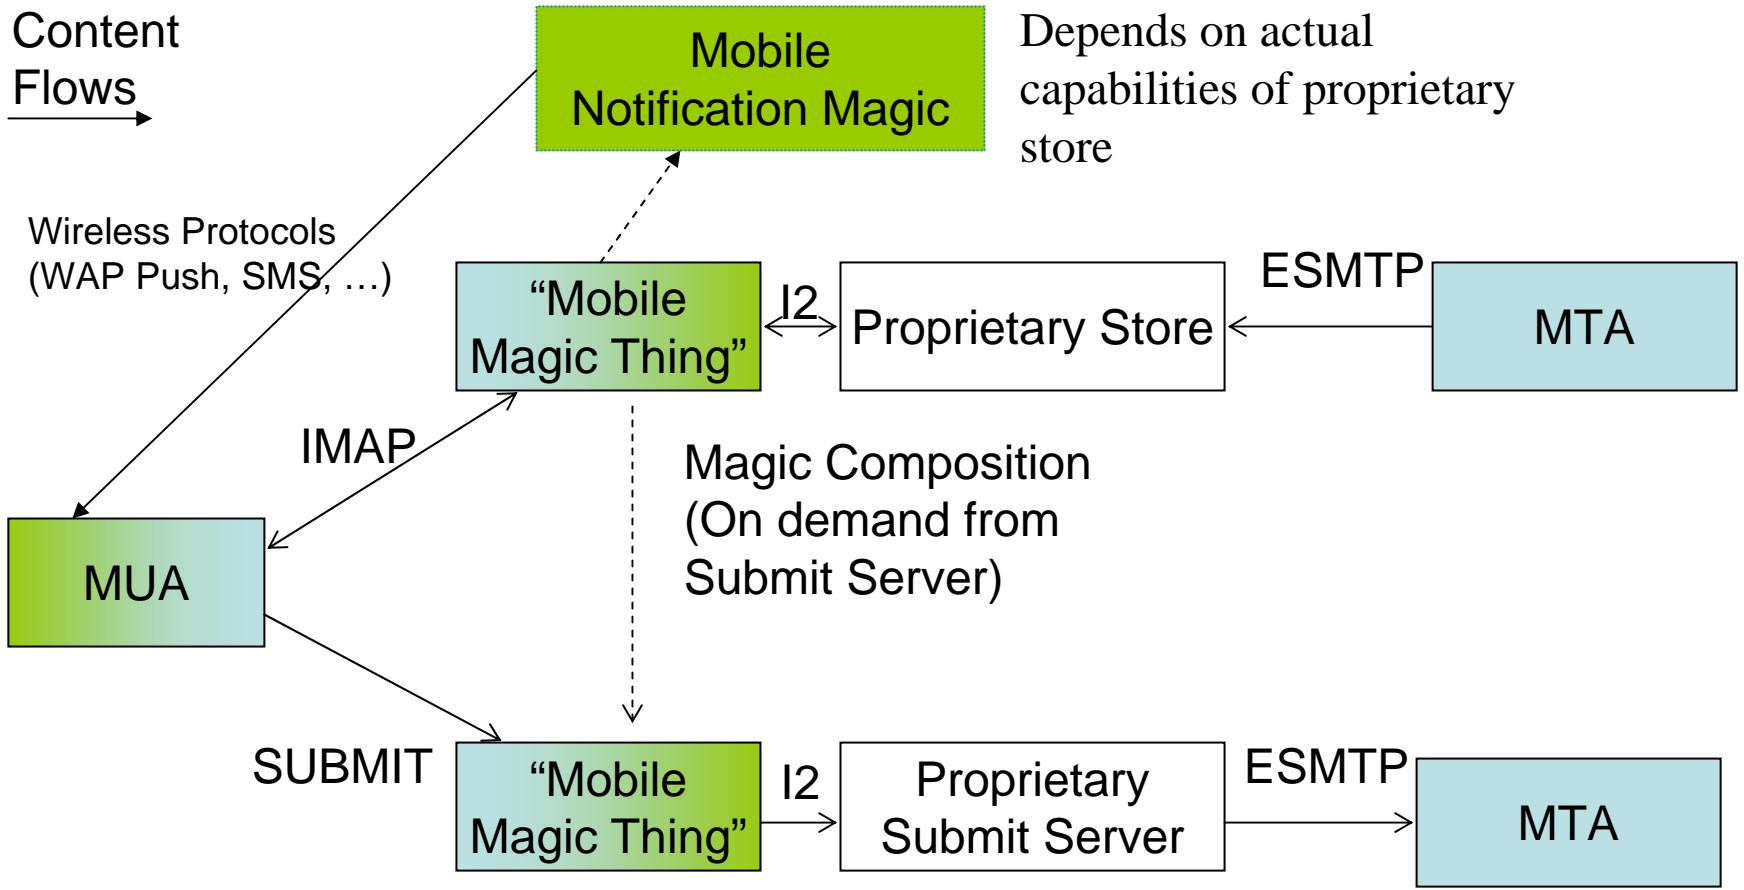 Content
Flows
Mobile
Notification Magic
Depends on actual
capabilities of proprietary
store
Wireless Protocols
(WAP Push, SMS, …)
“Mobile
Magic Thing”
I2
Proprietary Store
ESMTP
MTA
IMAP
Magic Composition
(On demand from
Submit Server)
MUA
SUBMIT
“Mobile
Magic Thing”
I2
Proprietary
Submit Server
ESMTP
MTA